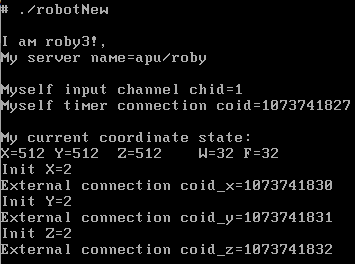 # ./robotNew
I am roby3!,
My server name=apu/roby
Myself input channel chid=1
Myself timer connection coid=1073741827
My current coordinate state:
X=512 Y=512 Z=512 W=32 F=32
Init X=2
External connection coid_x=1073741830
Init Y=2
External connection coid_y=1073741831
Init Z=2
External connection coid_z=1073741832